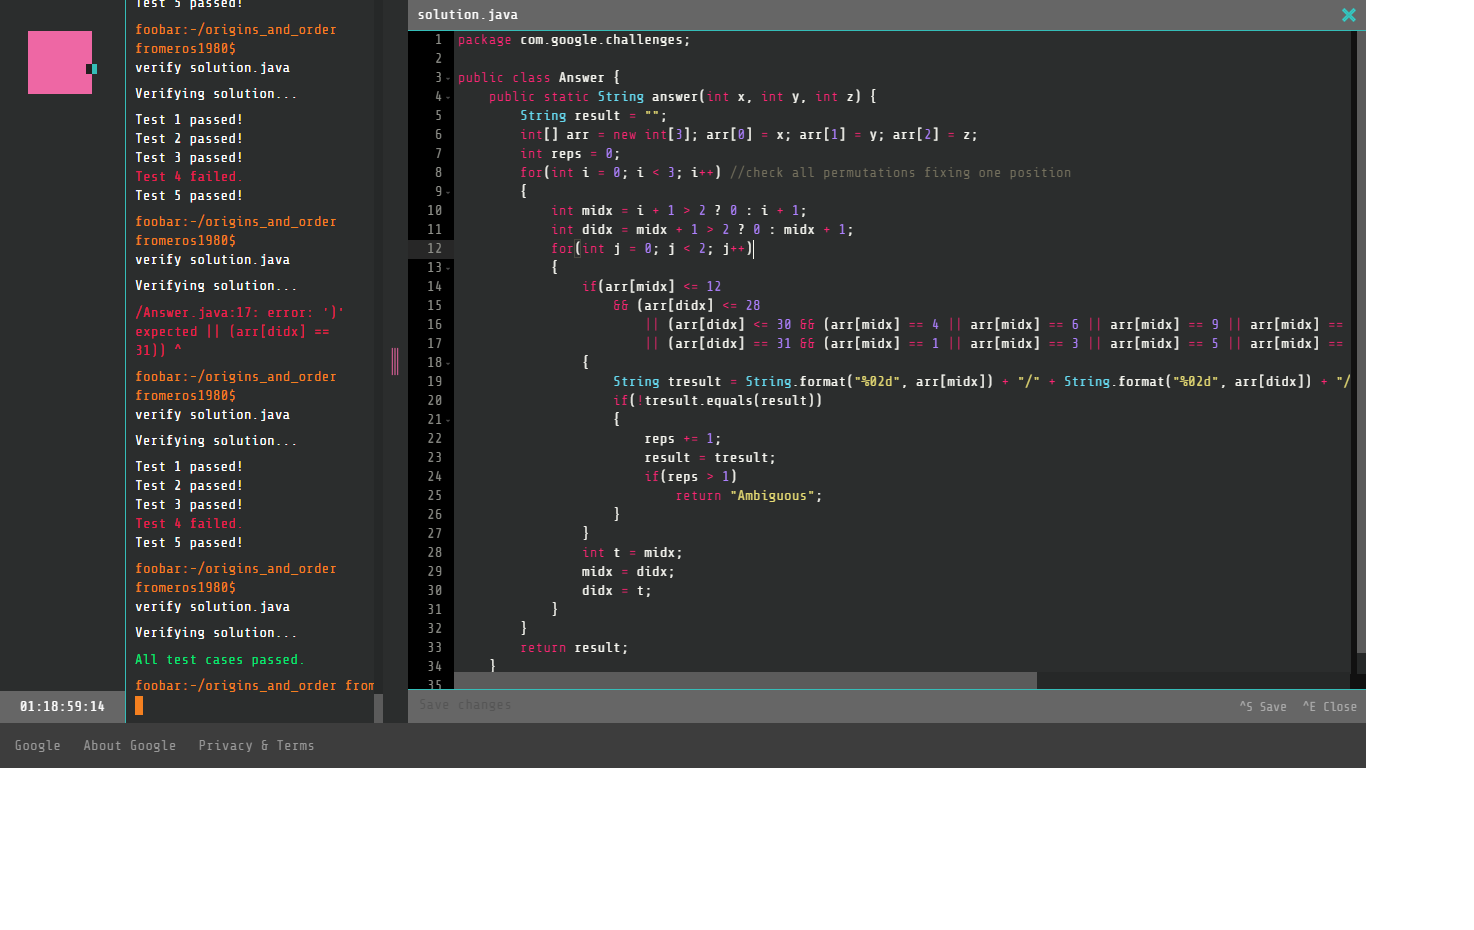 Test 5 passed!
foobar:~/origins_and_order
fromeros1980$
verify solution.java
Verifying solution...
Test 1 passed!
Test 2 passed!
Test 3 passed!
Test 4 failed.
Test 5 passed!
foobar:~/origins_and_order
fromeros1980$
verify solution.java
Verifying solution...
/Answer.java:17: error: ')'
expected || (arr[didx] ==
31)) ^
foobar:~/origins_and_order
fromeros1980$
verify solution.java
Verifying solution...
Test 1 passed!
Test 2 passed!
Test 3 passed!
Test 4 failed.
Test 5 passed!
foobar:~/origins_and_order
fromeros1980$
verify solution.java
Verifying solution...
All test cases passed.
foobar:~/origins_and_order from
01:18:59:14
solution.java
1 package com.google.challenges;
2
3 public class Answer {
4 public static String answer(int x, int y, int z) {
5 String result = "";
6 int[] arr = new int[3]; arr[0] = x; arr[1] = y; arr[2] = z;
7 int reps = 0;
8 for(int i = 0; i < 3; i++) //check all permutations fixing one position
9 {
10 int midx = i + 1 > 2 ? 0 : i + 1;
11 int didx = midx + 1 > 2 ? 0 : midx + 1;
12 for(int j = 0; j < 2; j++)
13 {
14 if(arr[midx] <= 12
15 && (arr[didx] <= 28
16 || (arr[didx] <= 30 && (arr[midx] == 4 || arr[midx] == 6 || arr[midx] == 9 || arr[midx] ==
17 || (arr[didx] == 31 && (arr[midx] == 1 || arr[midx] == 3 || arr[midx] == 5 || arr[midx] ==
18 {
19 String tresult = String.format("%02d", arr[midx]) + "/" + String.format("%02d", arr[didx]) + "/
20 if(!tresult.equals(result))
21 {
22 reps += 1;
23 result = tresult;
24 if(reps > 1)
25 return "Ambiguous";
26 }
27 }
28 int t = midx;
29 midx = didx;
30 didx = t;
31 }
32 }
33 return result;
34 }
35
Save changes
^S Save ^E Close
Google About Google Privacy & Terms